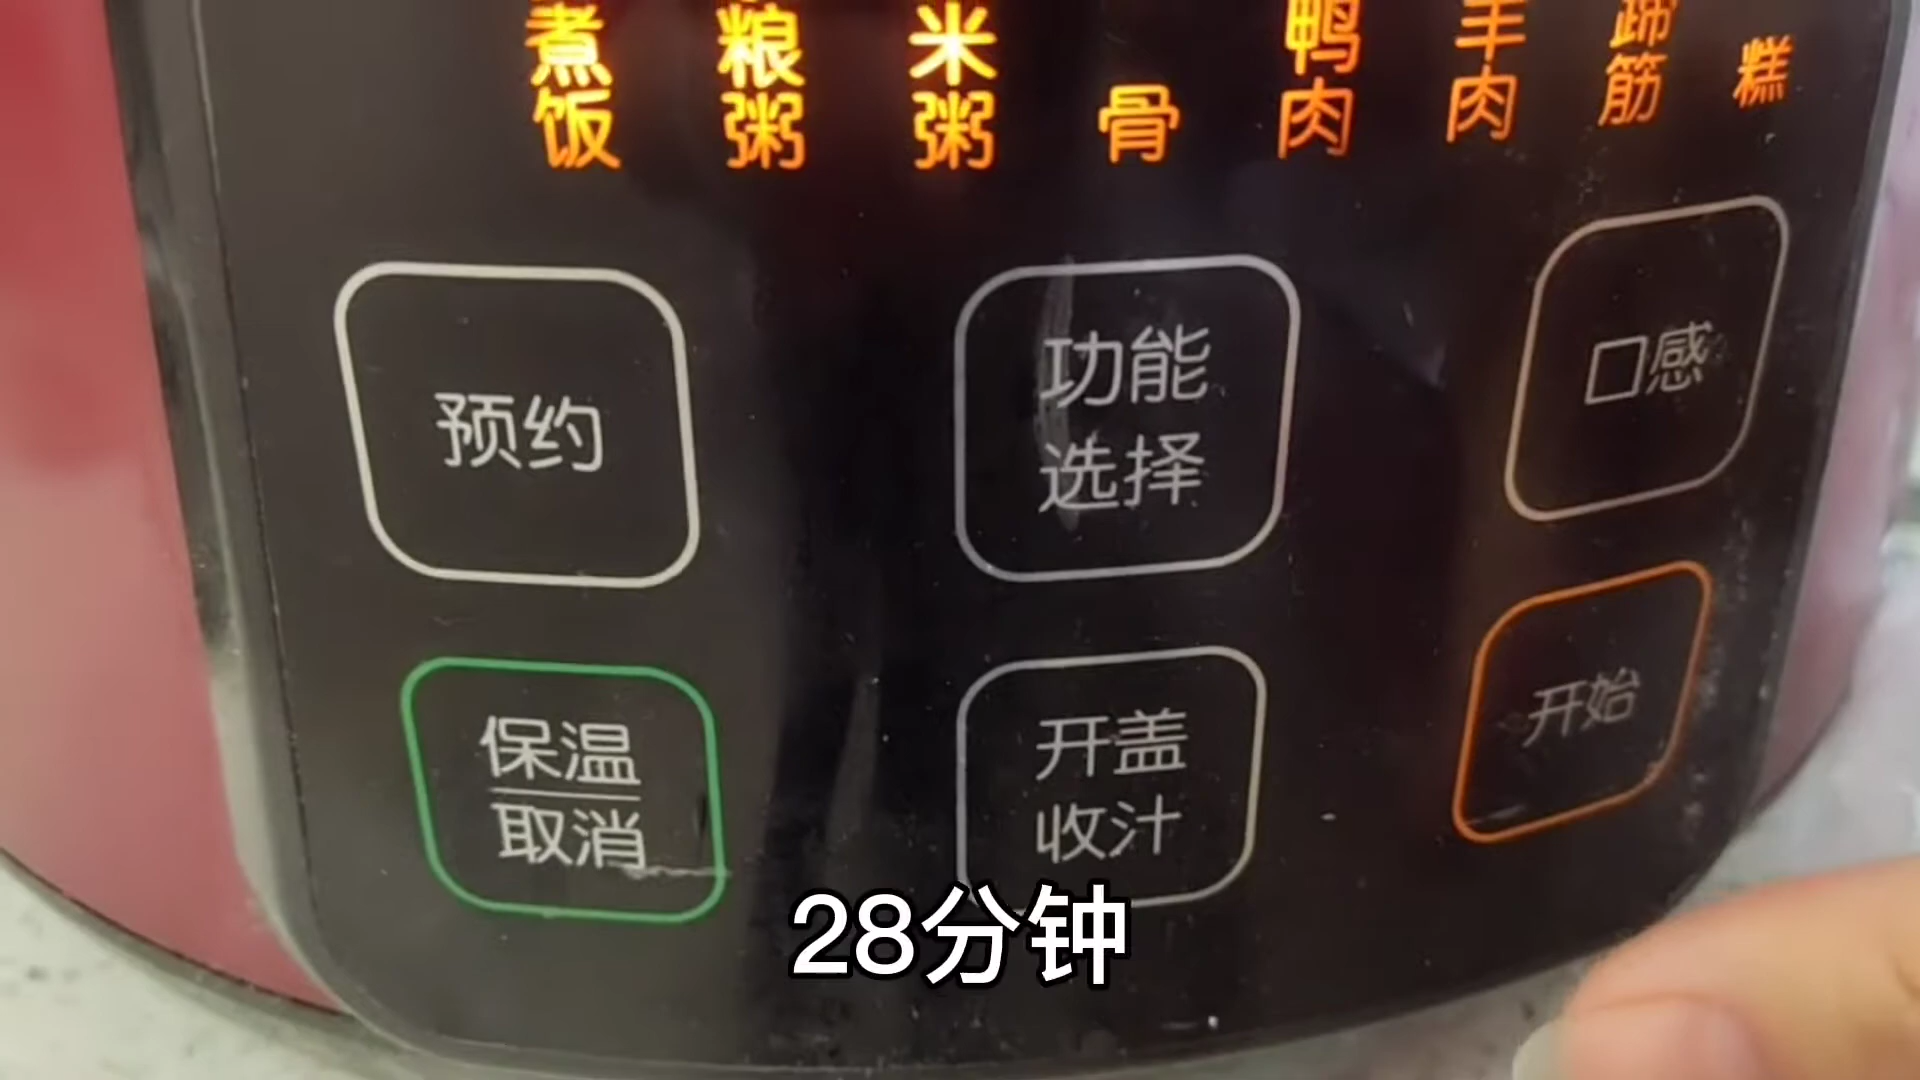 煮饭
粮粥
米粥
骨
鸭肉
羊肉
蹄筋
糕
预约
功能
选择
口感
保温
取消
开盖
收汁
开始
28分钟